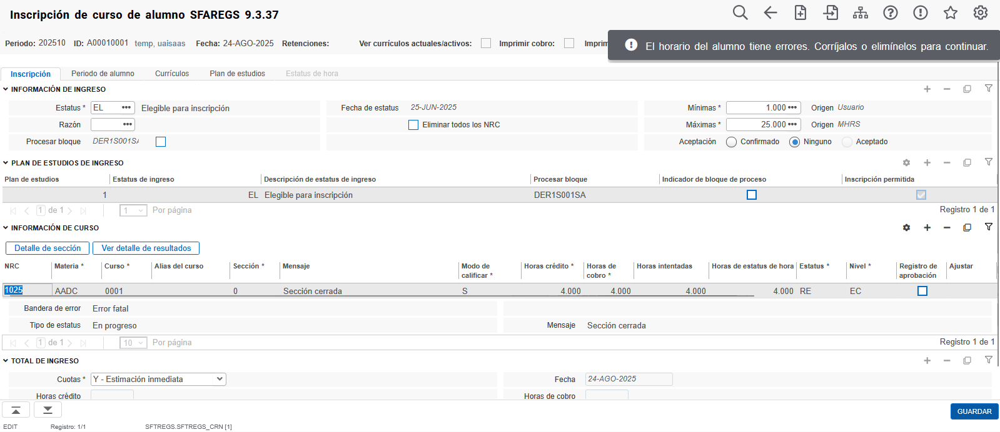 Inscripción de curso de alumno SFAREGS 9.3.37
Periodo: 202510 ID: A00010001 temp, uaisaas Fecha: 24-AGO-2025 Retenciones: Ver currículos actuales/activos: Imprimir cobro: Imprim
El horario del alumno tiene errores. Corríjalos o elimínelos para continuar.
Inscripción Periodo de alumno Currículos Plan de estudios Estatus de hora
INFORMACIÓN DE INGRESO
Estatus * EL ••• Elegible para inscripción Fecha de estatus 25-JUN-2025 Mínimas * 1.000 ••• Origen Usuario
Razón ••• Eliminar todos los NRC Máximas * 25.000 ••• Origen MHRS
Procesar bloque DER1S001SA Aceptación Confirmado Ninguno Aceptado
PLAN DE ESTUDIOS DE INGRESO
Plan de estudios Estatus de ingreso Descripción de estatus de ingreso Procesar bloque Indicador de bloque de proceso Inscripción permitida
1 EL Elegible para inscripción DER1S001SA
1 de 1 1 Por página Registro 1 de 1
INFORMACIÓN DE CURSO
Detalle de sección Ver detalle de resultados
NRC Materia * Curso * Alias del curso Sección * Mensaje Modo de calificar * Horas crédito * Horas de cobro * Horas intentadas Horas de estatus de hora Estatus * Nivel * Registro de aprobación Ajustar
1025 AADC 0001 0 Sección cerrada S 4.000 4.000 4.000 4.000 RE EC
Bandera de error Error fatal
Tipo de estatus En progreso Mensaje Sección cerrada
1 de 1 10 Por página Registro 1 de 1
TOTAL DE INGRESO
Cuotas * Y - Estimación inmediata Fecha 24-AGO-2025
Horas crédito Horas de cobro
GUARDAR
EDIT Registro: 1/1 SFTREGS.SFTREGS_CRN [1]